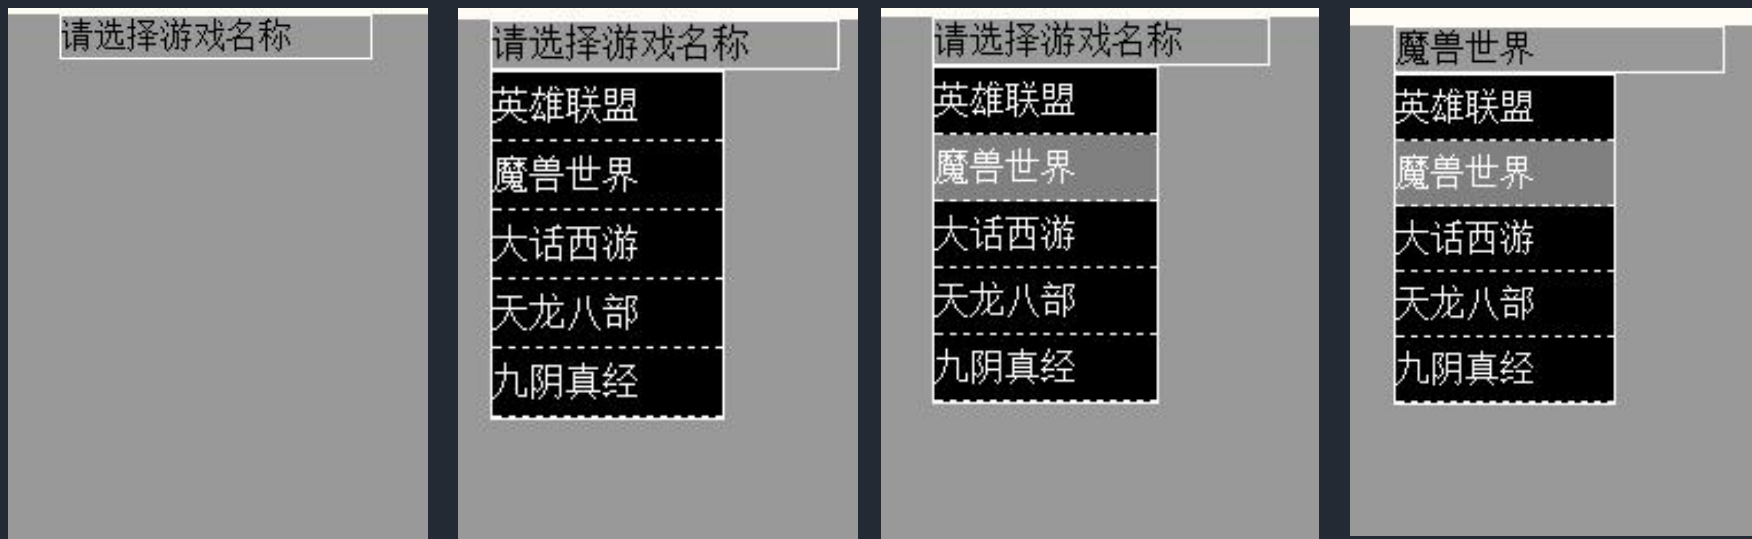 请选择游戏名称
请选择游戏名称
英雄联盟
魔兽世界
大话西游
天龙八部
九阴真经
请选择游戏名称
英雄联盟
魔兽世界
大话西游
天龙八部
九阴真经
魔兽世界
英雄联盟
魔兽世界
大话西游
天龙八部
九阴真经